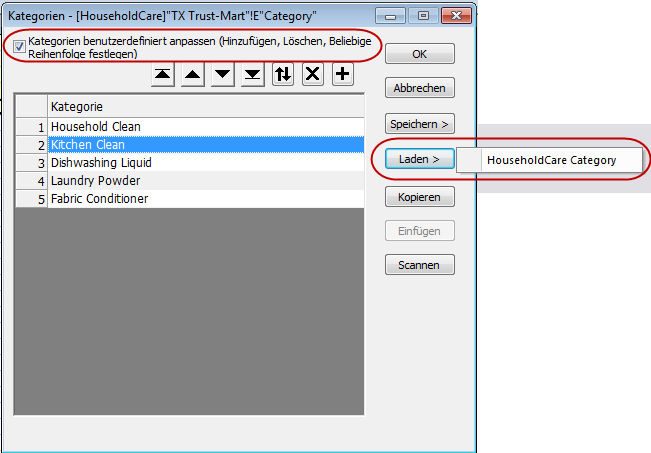 Kategorien - [HouseholdCare]"TX Trust-Mart"!E"Category"
Kategorien benutzerdefiniert anpassen (Hinzufügen, Löschen, Beliebige
Reihenfolge festlegen)
OK
Abbrechen
Speichern >
Laden >
HouseholdCare Category
Kopieren
Einfügen
Scannen
Kategorie
1 Household Clean
2 Kitchen Clean
3 Dishwashing Liquid
4 Laundry Powder
5 Fabric Conditioner